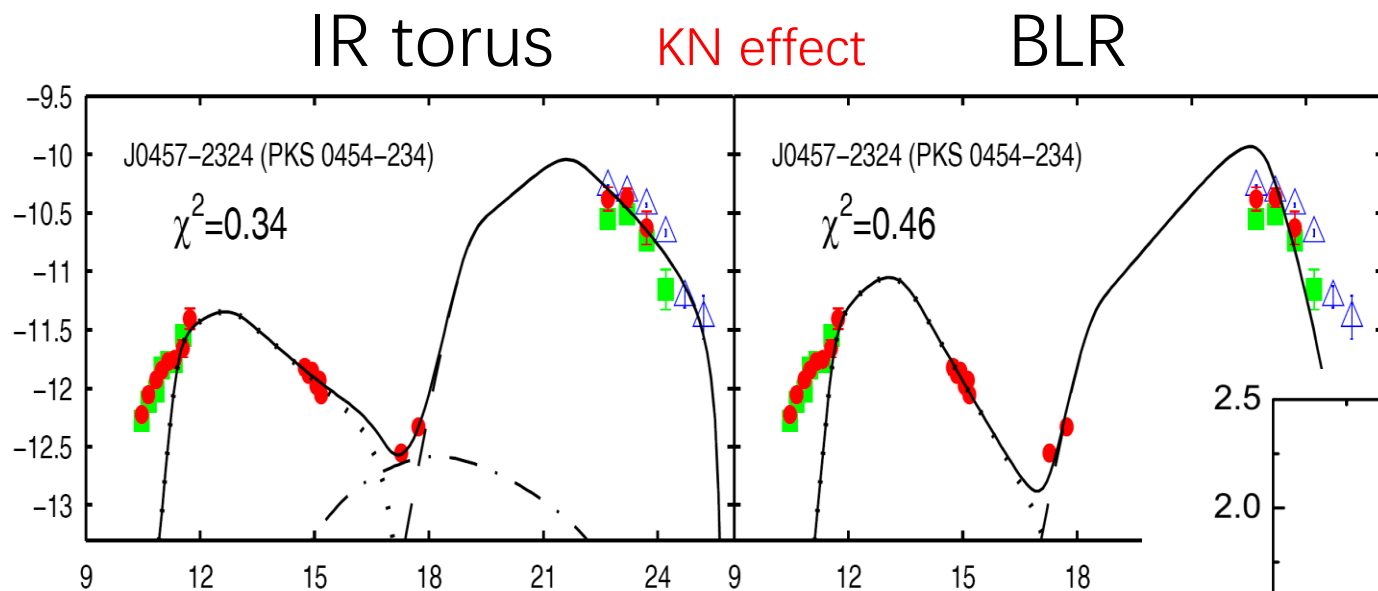 IR torus KN effect BLR
J0457−2324 (PKS 0454−234) J0457−2324 (PKS 0454−234)
χ²=0.34 χ²=0.46
−9.5
−10
−10.5
−11
−11.5
−12
−12.5
−13
2.5
2.0
9 12 15 18 21 24 9 12 15 18